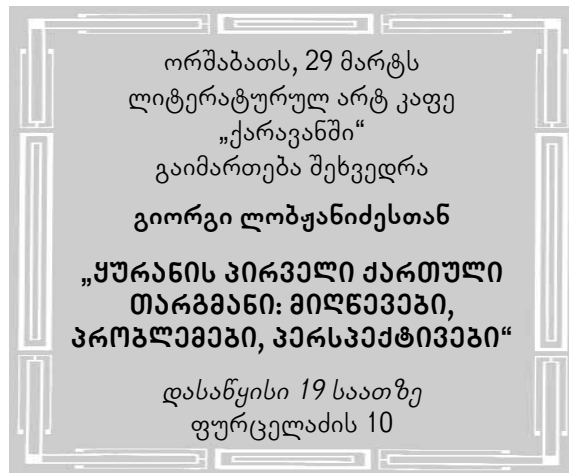 ორშაბათს, 29 მარტს
ლიტერატურულ არტ კაფე
„ქარავანში“
გაიმართება შეხვედრა
გიორგი ლობჟანიძესთან
„ყურანის პირველი ქართული
თარგმანი: მიღწევები,
პრობლემები, პერსპექტივები“
დასაწყისი 19 საათზე
ფურცელაძის 10